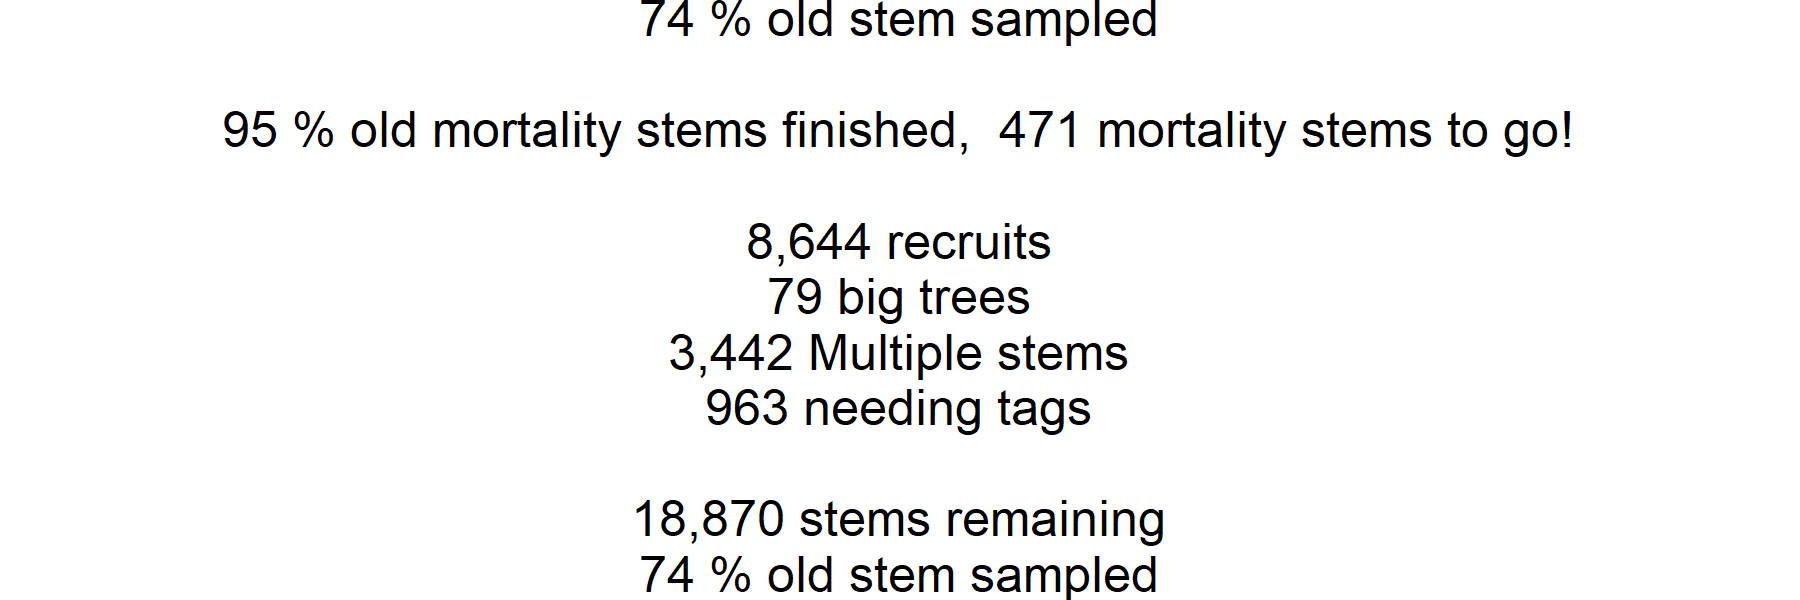 74 % old stem sampled
95 % old mortality stems finished,  471 mortality stems to go!
8,644 recruits
79 big trees
3,442 Multiple stems
963 needing tags
18,870 stems remaining
74 % old stem sampled